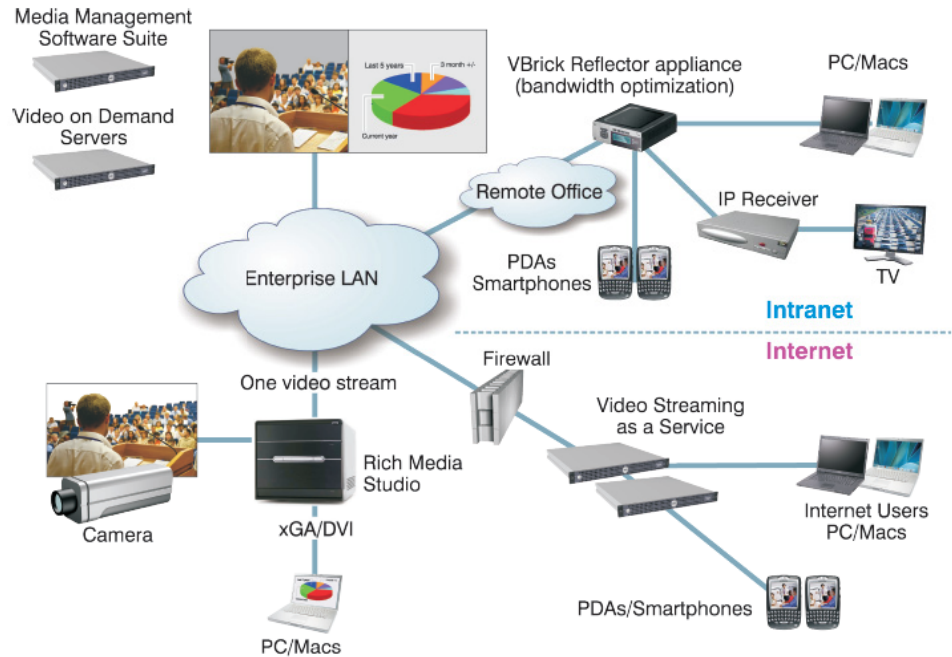 Media Management
Software Suite
Video on Demand
Servers
Last 5 years
3 month +/-
Current year
VBrick Reflector appliance
(bandwidth optimization)
PC/Macs
Remote Office
IP Receiver
Enterprise LAN
PDAs
Smartphones
TV
Intranet
Internet
Firewall
One video stream
Video Streaming
as a Service
Rich Media
Studio
Camera
xGA/DVI
Internet Users
PC/Macs
PDAs/Smartphones
PC/Macs